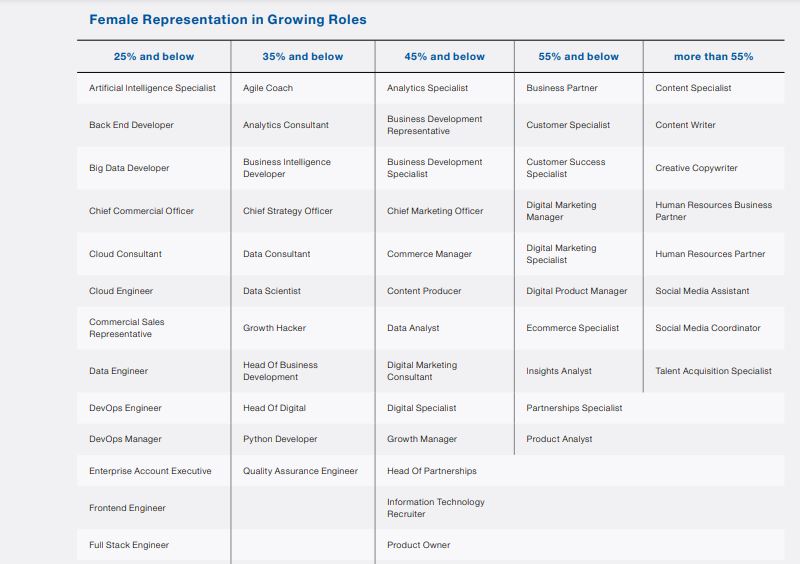 Female Representation in Growing Roles
25% and below 35% and below 45% and below 55% and below more than 55%
Artificial Intelligence Specialist Agile Coach Analytics Specialist Business Partner Content Specialist
Back End Developer Analytics Consultant Business Development Representative Customer Specialist Content Writer
Big Data Developer Business Intelligence Developer Business Development Specialist Customer Success Specialist Creative Copywriter
Chief Commercial Officer Chief Strategy Officer Chief Marketing Officer Digital Marketing Manager Human Resources Business Partner
Cloud Consultant Data Consultant Commerce Manager Digital Marketing Specialist Human Resources Partner
Cloud Engineer Data Scientist Content Producer Digital Product Manager Social Media Assistant
Commercial Sales Representative Growth Hacker Data Analyst Ecommerce Specialist Social Media Coordinator
Data Engineer Head Of Business Development Digital Marketing Consultant Insights Analyst Talent Acquisition Specialist
DevOps Engineer Head Of Digital Digital Specialist Partnerships Specialist
DevOps Manager Python Developer Growth Manager Product Analyst
Enterprise Account Executive Quality Assurance Engineer Head Of Partnerships
Frontend Engineer Information Technology Recruiter
Full Stack Engineer Product Owner